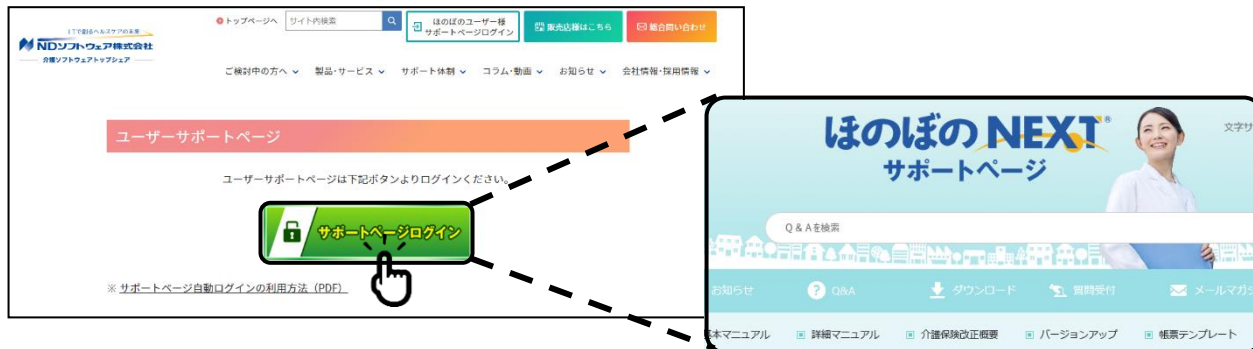 トップページへ
サイト内検索
ほのぼのユーザー様
サポートページログイン
販売店様はこちら
総合問い合わせ
ITで創るヘルスケアの未来
NDソフトウェア株式会社
介護ソフトウェアトップシェア
ご検討中の方へ
製品・サービス
サポート体制
コラム・動画
お知らせ
会社情報・採用情報
ユーザーサポートページ
ユーザーサポートページは下記ボタンよりログインください。
サポートページログイン
※ サポートページ自動ログインの利用方法（PDF）
ほのぼの NEXT®
サポートページ
文字サ
Q & Aを検索
お知らせ
? Q&A
ダウンロード
質問受付
メールマガジ
基本マニュアル
詳細マニュアル
介護保険改正概要
バージョンアップ
帳票テンプレート